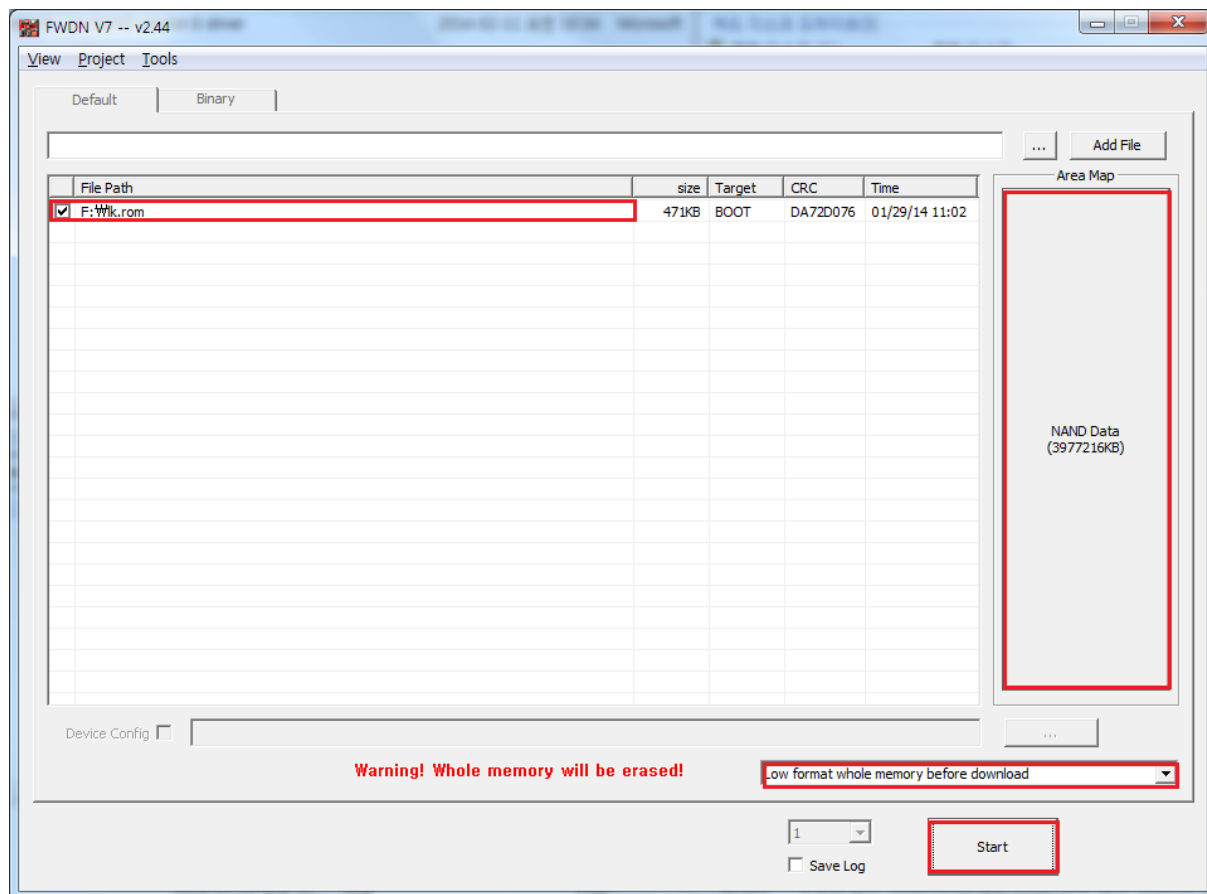 FWDN V7 -- v2.44
View Project Tools
Default Binary
... Add File
File Path size Target CRC Time
F:₩lk.rom 471KB BOOT DA72D076 01/29/14 11:02
Area Map
NAND Data
(3977216KB)
Device Config ...
Warning! Whole memory will be erased!
Low format whole memory before download
1
Save Log
Start